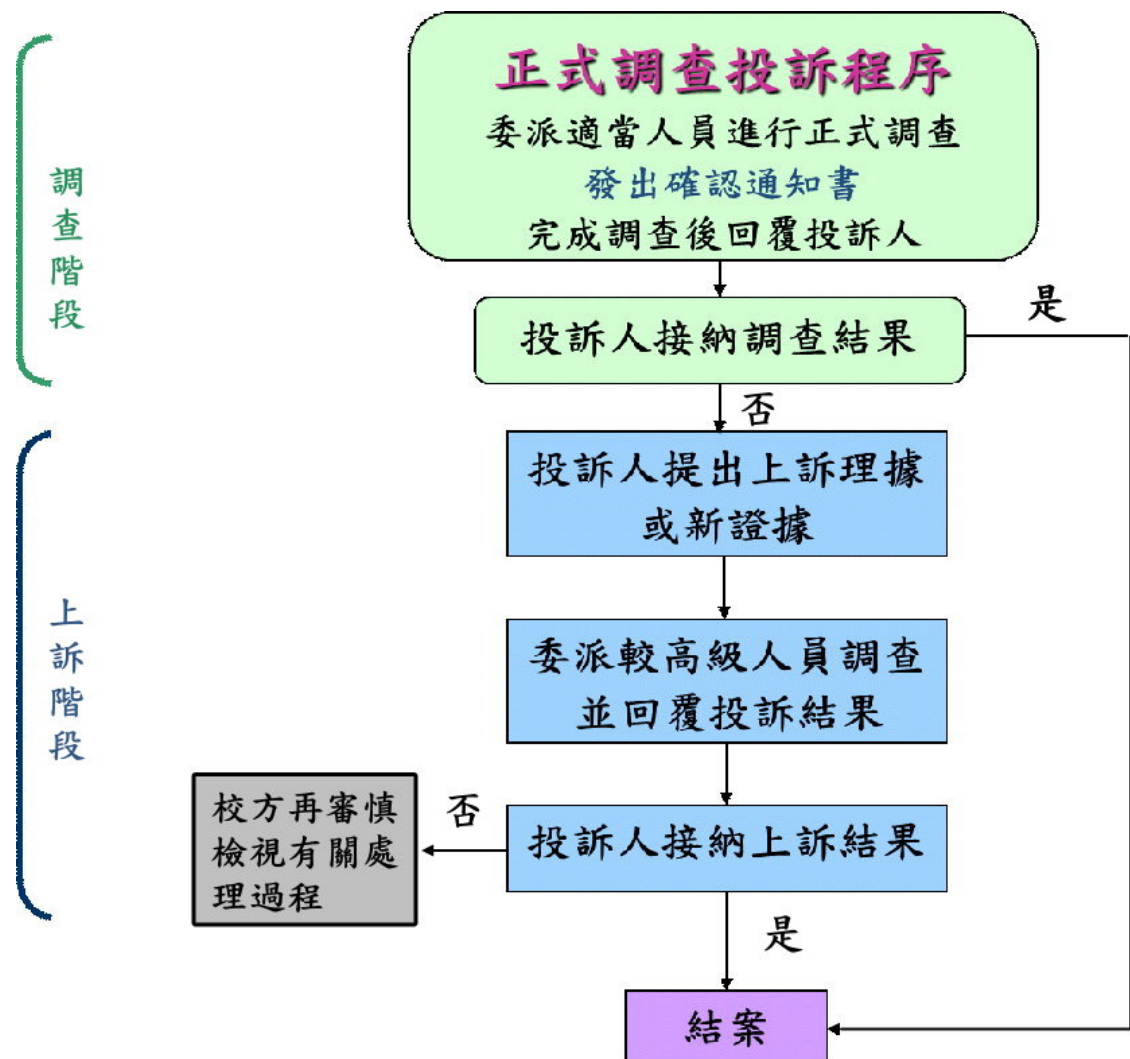 正式調查投訴程序
委派適當人員進行正式調查
發出確認通知書
完成調查後回覆投訴人
調查階段
是
投訴人接納調查結果
否
投訴人提出上訴理據
或新證據
上訴階段
委派較高級人員調查
並回覆投訴結果
校方再審慎
檢視有關處
理過程
否
投訴人接納上訴結果
是
結案